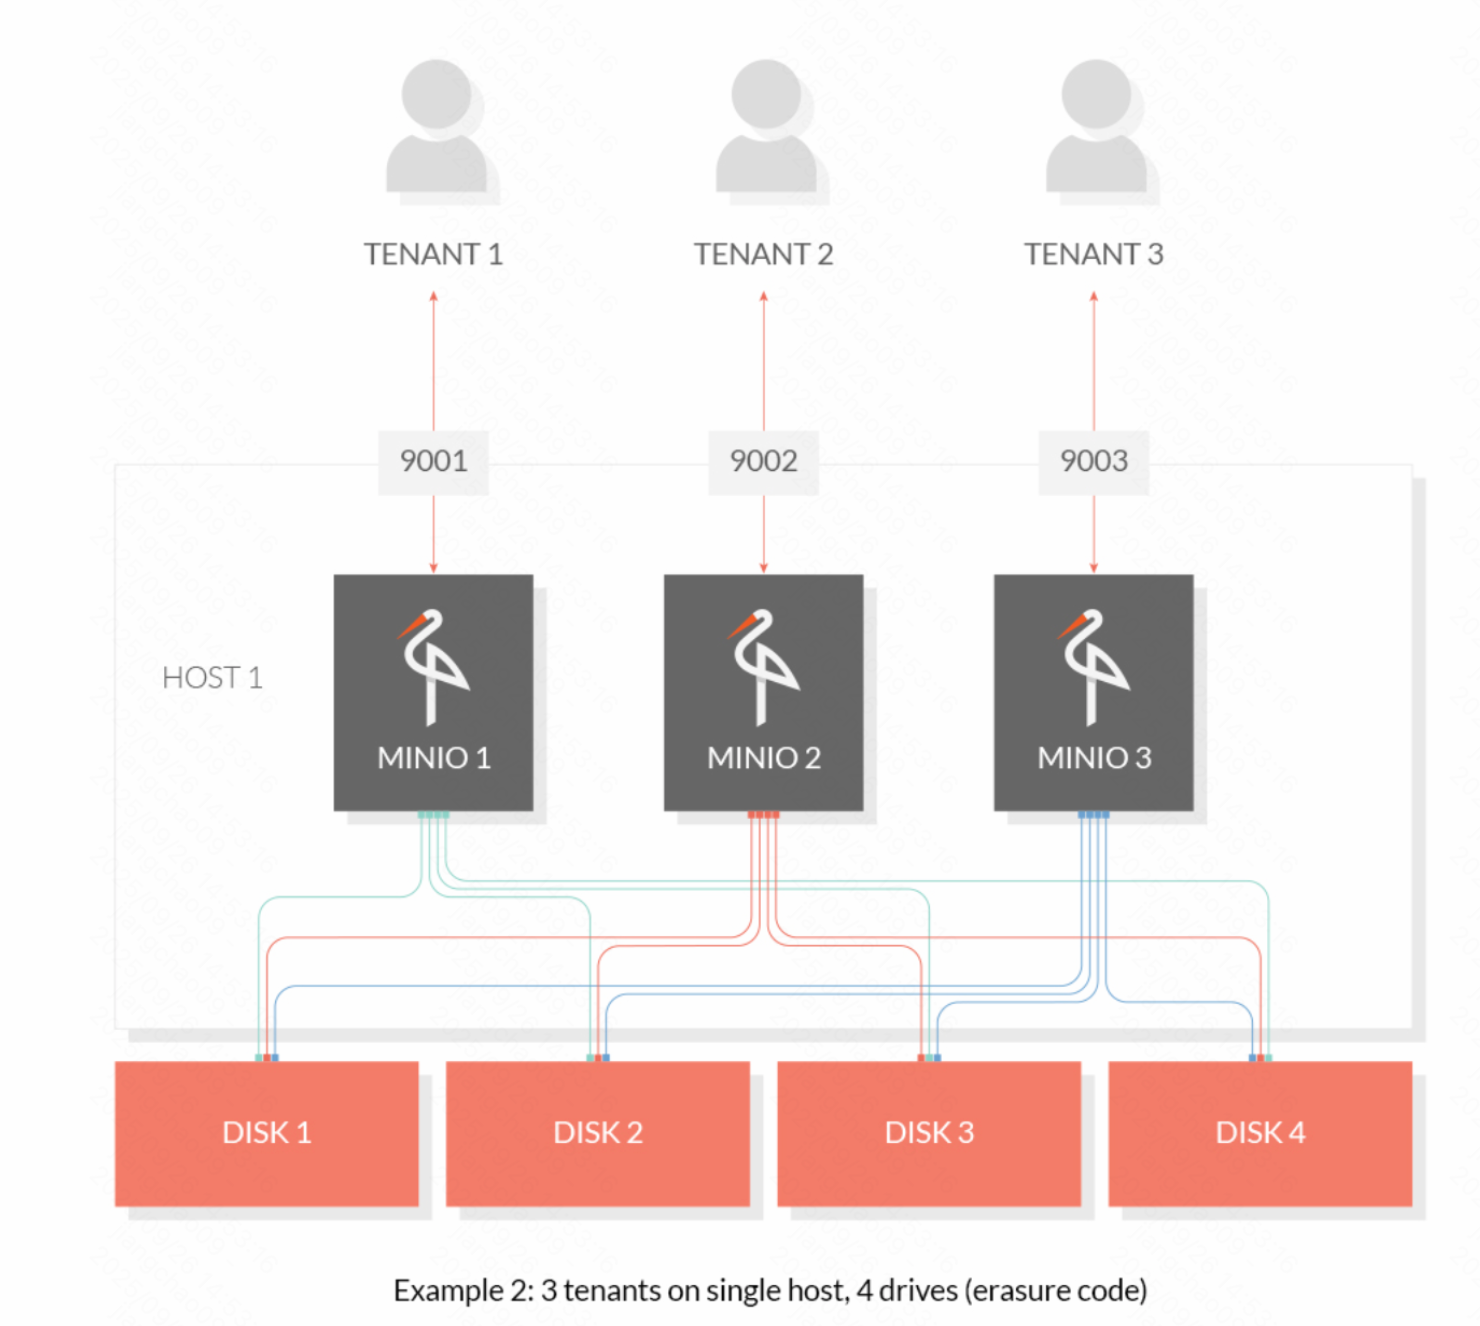 TENANT 1 TENANT 2 TENANT 3
9001 9002 9003
HOST 1
MINIO 1 MINIO 2 MINIO 3
DISK 1 DISK 2 DISK 3 DISK 4
Example 2: 3 tenants on single host, 4 drives (erasure code)